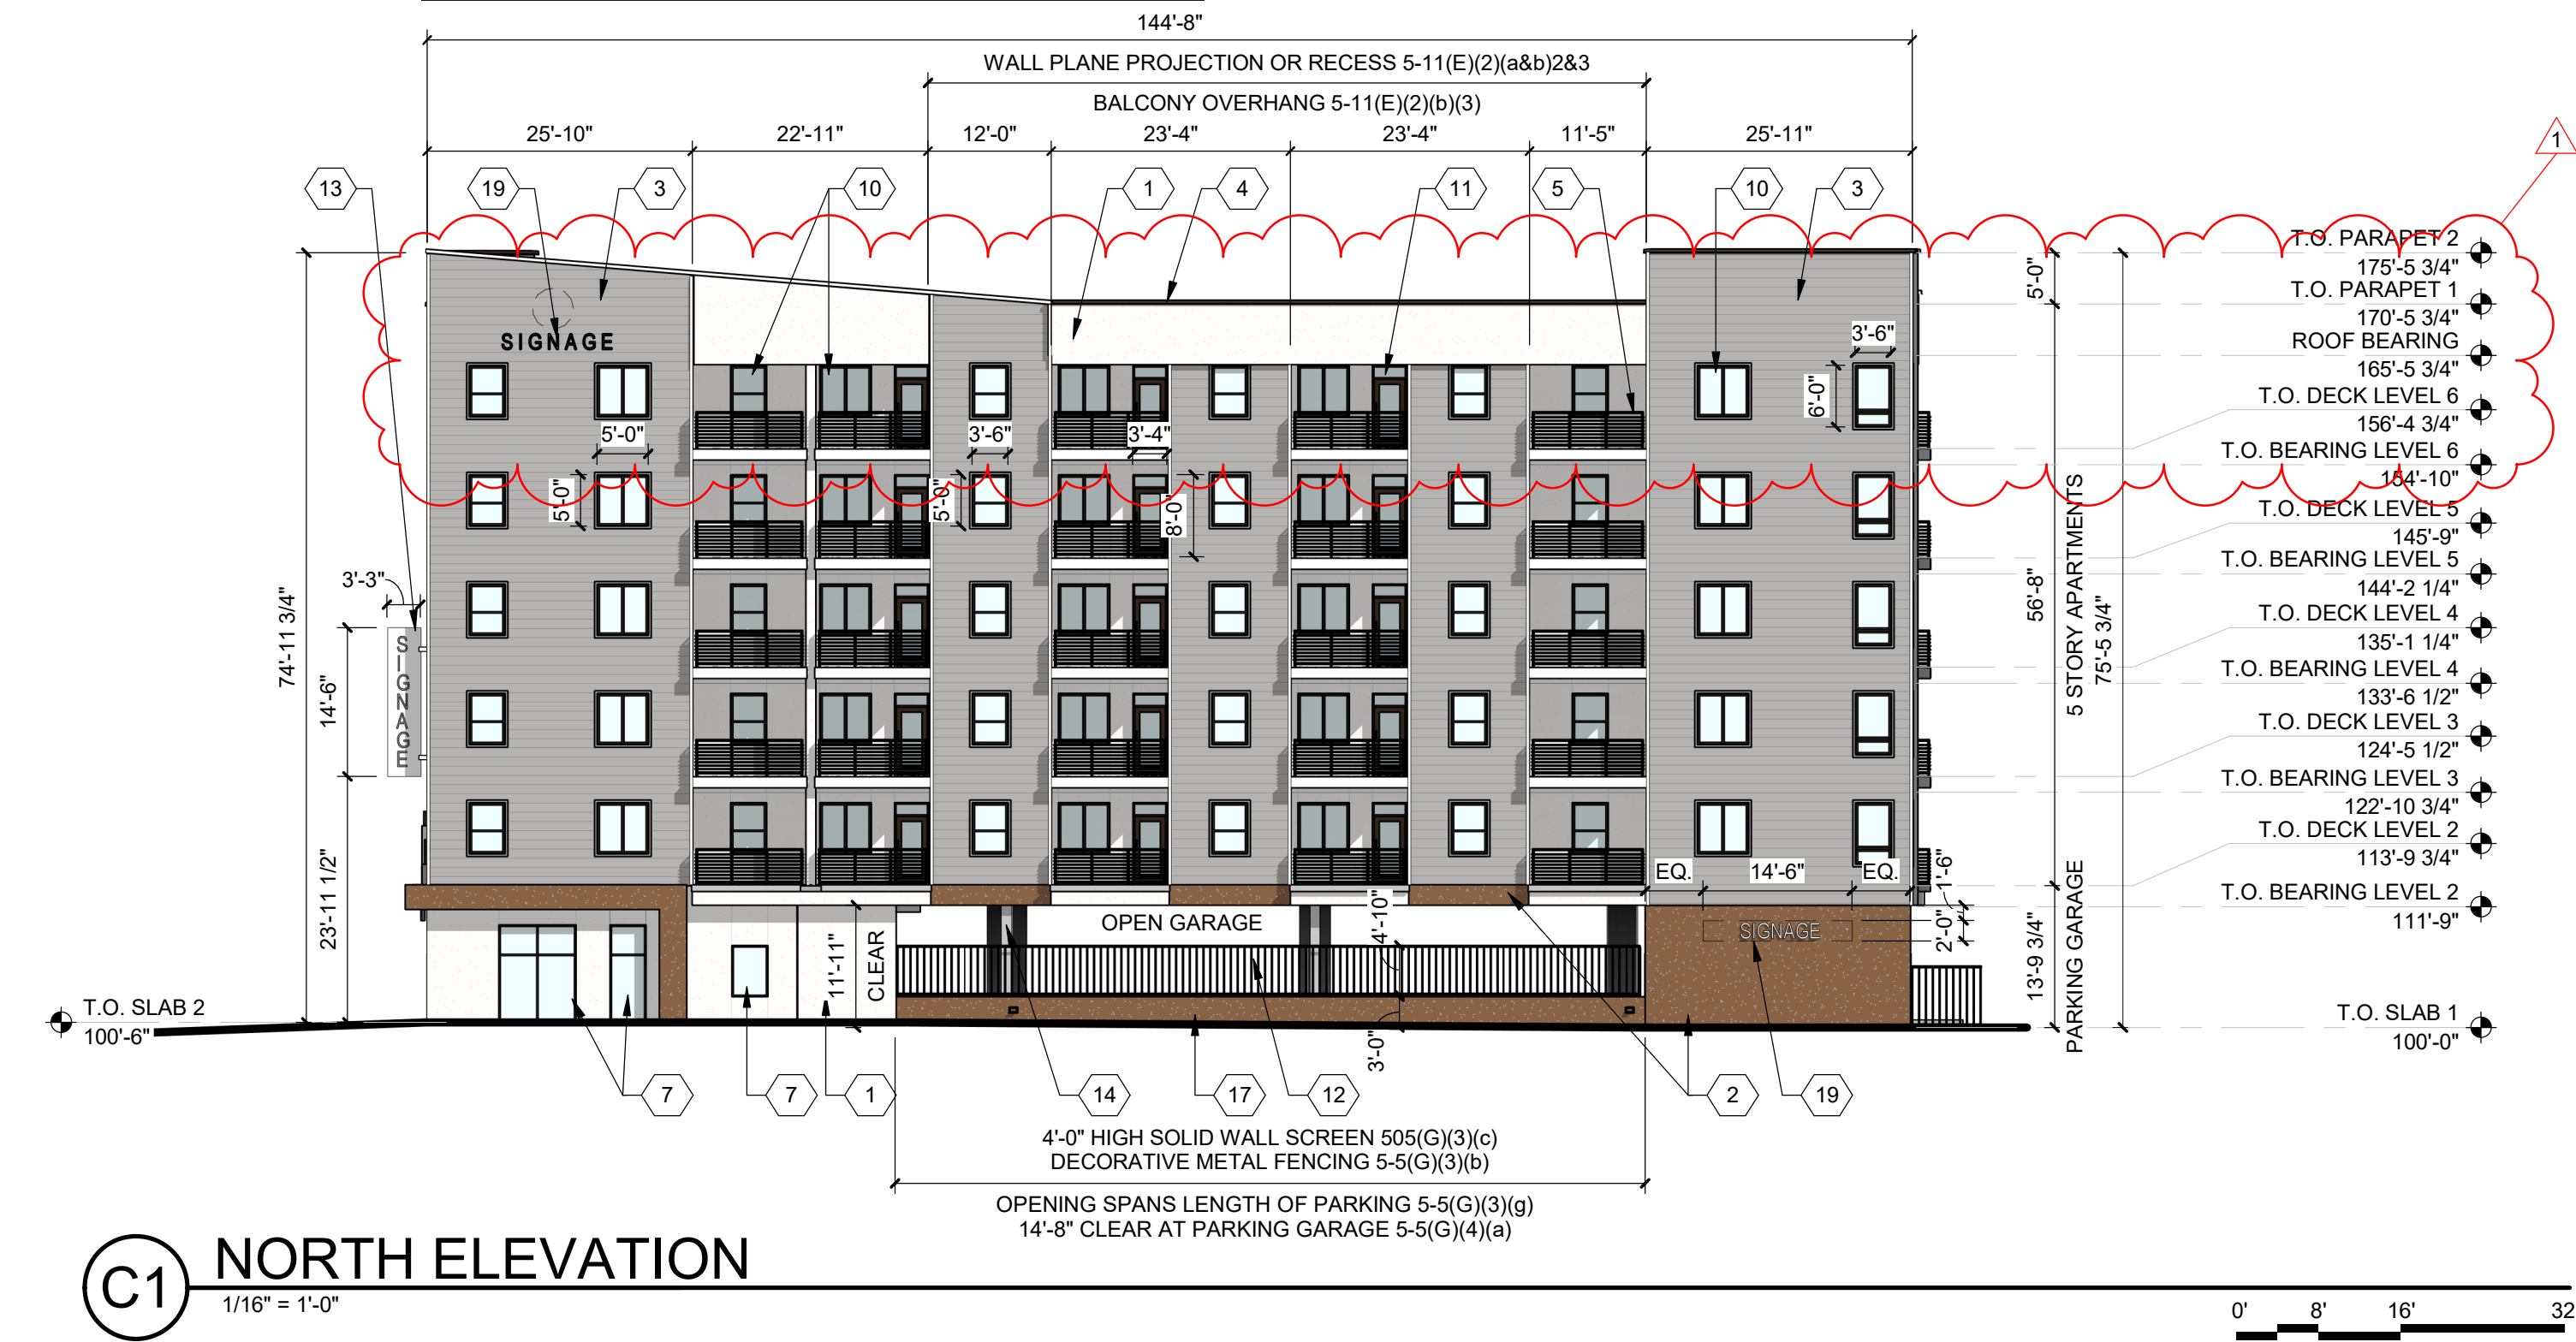 144'-8"
WALL PLANE PROJECTION OR RECESS 5-11(E)(2)(a&b)2&3
BALCONY OVERHANG 5-11(E)(2)(b)(3)
25'-10"
22'-11"
12'-0"
23'-4"
23'-4"
11'-5"
25'-11"
1
13
19
3
10
1
4
11
5
10
3
T.O. PARAPET 2
175'-5 3/4"
T.O. PARAPET 1
170'-5 3/4"
ROOF BEARING
165'-5 3/4"
T.O. DECK LEVEL 6
156'-4 3/4"
T.O. BEARING LEVEL 6
154'-10"
T.O. DECK LEVEL 5
145'-9"
T.O. BEARING LEVEL 5
144'-2 1/4"
T.O. DECK LEVEL 4
135'-1 1/4"
T.O. BEARING LEVEL 4
133'-6 1/2"
T.O. DECK LEVEL 3
124'-5 1/2"
T.O. BEARING LEVEL 3
122'-10 3/4"
T.O. DECK LEVEL 2
113'-9 3/4"
T.O. BEARING LEVEL 2
111'-9"
T.O. SLAB 1
100'-0"
5'-0"
56'-8"
5 STORY APARTMENTS
75'-5 3/4"
13'-9 3/4"
PARKING GARAGE
SIGNAGE
3'-6"
6'-0"
5'-0"
3'-6"
3'-4"
5'-0"
5'-0"
8'-0"
74'-11 3/4"
3'-3"
14'-6"
SIGNAGE
23'-11 1/2"
EQ.
14'-6"
EQ.
1'-6"
2'-0"
SIGNAGE
OPEN GARAGE
4'-10"
11'-11"
CLEAR
3'-0"
T.O. SLAB 2
100'-6"
7
7
1
14
17
12
2
19
4'-0" HIGH SOLID WALL SCREEN 505(G)(3)(c)
DECORATIVE METAL FENCING 5-5(G)(3)(b)
OPENING SPANS LENGTH OF PARKING 5-5(G)(3)(g)
14'-8" CLEAR AT PARKING GARAGE 5-5(G)(4)(a)
C1
NORTH ELEVATION
1/16" = 1'-0"
0' 8' 16' 32